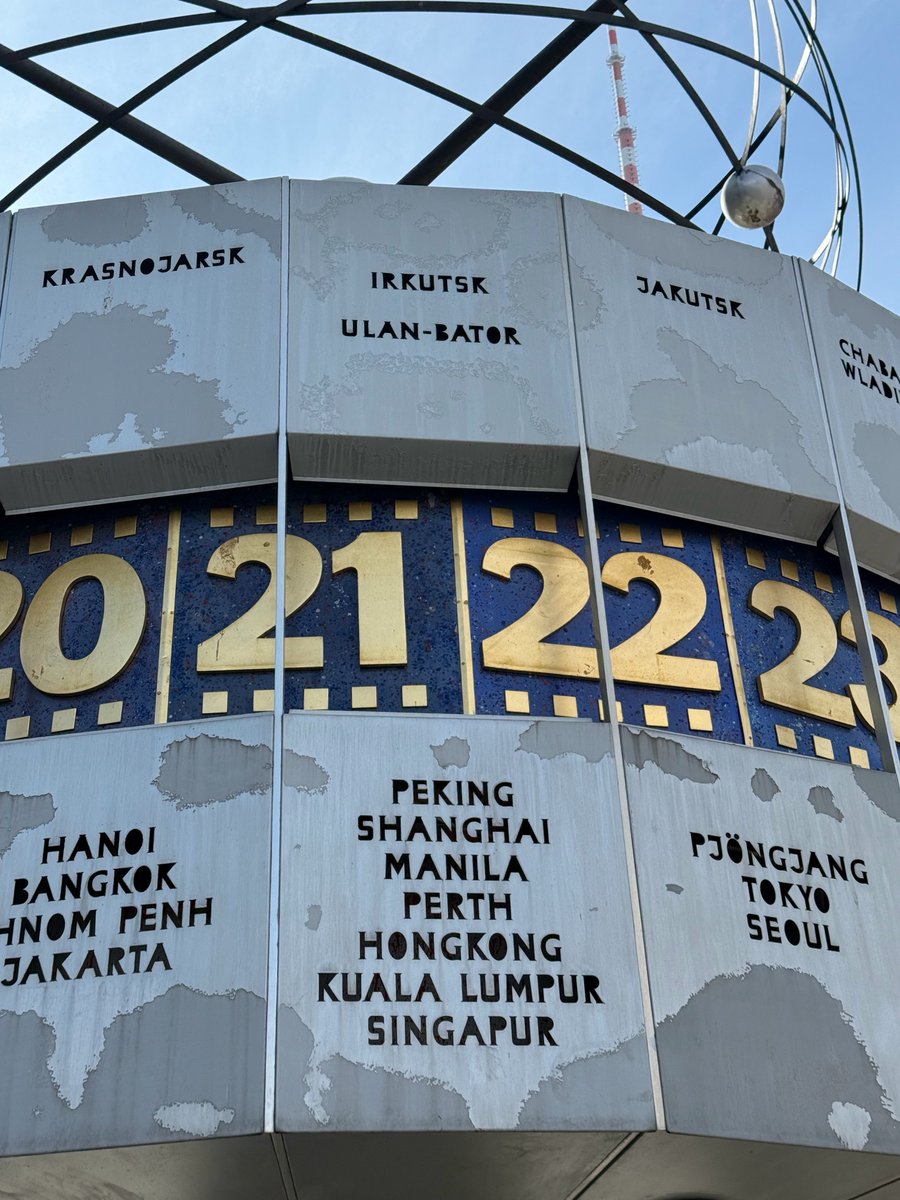 KRASNOJARSK
IRKUTSK
ULAN-BATOR
JAKUTSK
20
21
22
23
HANOI
BANGKOK
HNOM PENH
JAKARTA
PEKING
SHANGHAI
MANILA
PERTH
HONGKONG
KUALA LUMPUR
SINGAPUR
PJÖNGJANG
TOKYO
SEOUL